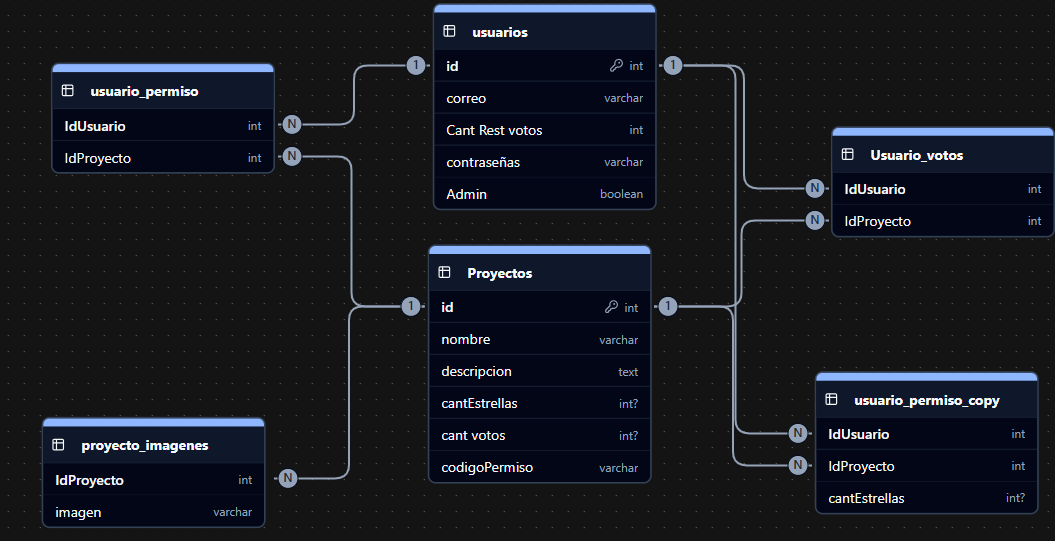 usuarios
id int
correo varchar
Cant Rest votos int
contraseñas varchar
Admin boolean
usuario_permiso
IdUsuario int
IdProyecto int
Usuario_votos
IdUsuario int
IdProyecto int
Proyectos
id int
nombre varchar
descripcion text
cantEstrellas int?
cant votos int?
codigoPermiso varchar
usuario_permiso_copy
IdUsuario int
IdProyecto int
cantEstrellas int?
proyecto_imagenes
IdProyecto int
imagen varchar
1
1
N
N
N
N
1
1
N
N
N